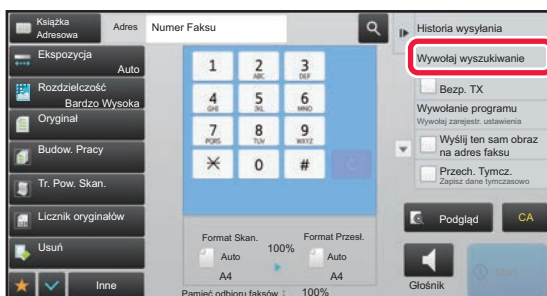 Książka
Adresowa
Adres
Numer Faksu
Ekspozycja
Auto
Rozdzielczość
Bardzo Wysoka
Oryginał
Budow. Pracy
Tr. Pow. Skan.
Licznik oryginałów
Usuń
Inne
1
2
ABC
3
DEF
4
GHI
5
JKL
6
MNO
7
PQRS
8
TUV
9
WXYZ
0
#
C
Format Skan.
100%
Format Przesł.
Auto
A4
Auto
A4
Pamięć odbioru faksów : 100%
Historia wysyłania
Wywołaj wyszukiwanie
Bezp. TX
Wywołanie programu
Wywołaj zarejestr. ustawienia
Wyślij ten sam obraz
na adres faksu
Przech. Tymcz.
Zapisz dane tymczasowo
Podgląd
CA
Głośnik
Start